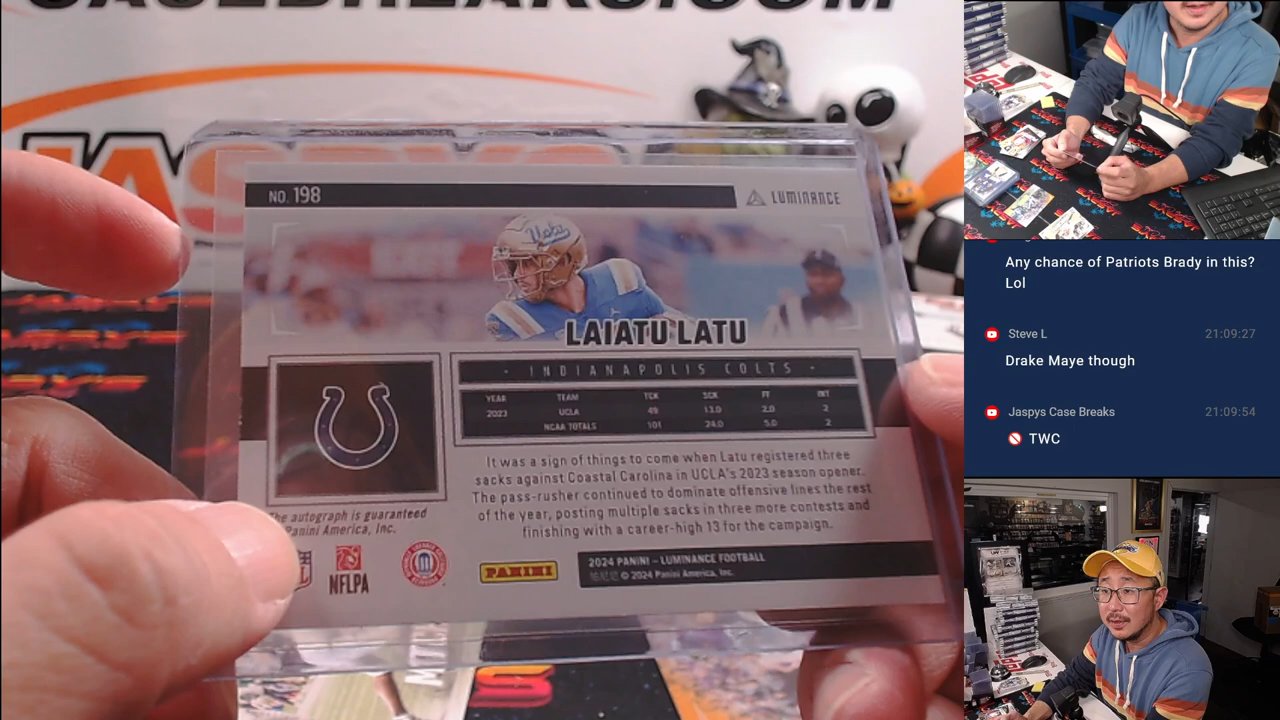 CASEBREAKS.COM
JASPYS
NO. 198
LUMINANCE
Ucla
LAIATU LATU
- INDIANAPOLIS COLTS -
YEAR TEAM TCK SCK FF INT
2023 UCLA 49 13.0 2.0 2
NCAA TOTALS 101 24.0 5.0 2
It was a sign of things to come when Latu registered three
sacks against Coastal Carolina in UCLA's 2023 season opener.
The pass-rusher continued to dominate offensive lines the rest
of the year, posting multiple sacks in three more contests and
finishing with a career-high 13 for the campaign.
he autograph is guaranteed
Panini America, Inc.
NFL
NFLPA
PANINI
2024 PANINI – LUMINANCE FOOTBALL
© 2024 Panini America, Inc.
Any chance of Patriots Brady in this?
Lol
Steve L 21:09:27
Drake Maye though
Jaspys Case Breaks 21:09:54
TWC